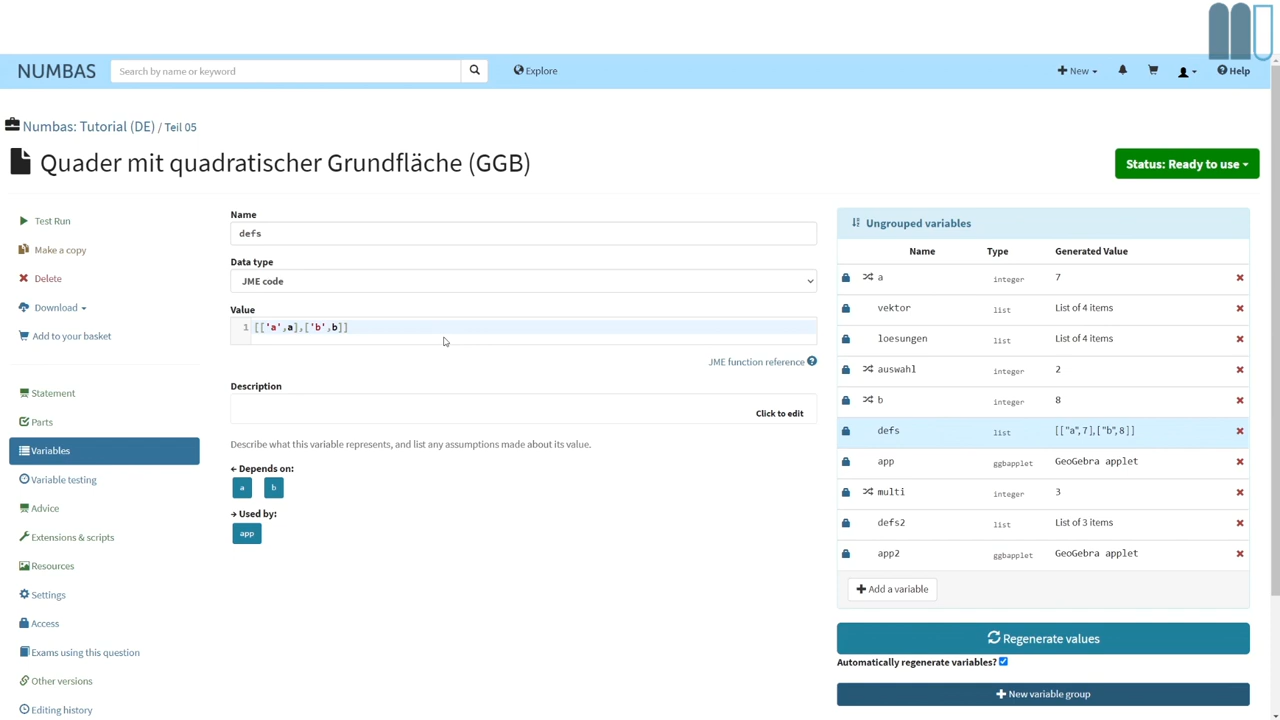 NUMBAS
Search by name or keyword
Explore
New
Help
Numbas: Tutorial (DE) / Teil 05
Quader mit quadratischer Grundfläche (GGB)
Status: Ready to use
Test Run
Make a copy
Delete
Download
Add to your basket
Statement
Parts
Variables
Variable testing
Advice
Extensions & scripts
Resources
Settings
Access
Exams using this question
Other versions
Editing history
Name
defs
Data type
JME code
Value
1 [['a',a],['b',b]]
JME function reference
Description
Click to edit
Describe what this variable represents, and list any assumptions made about its value.
← Depends on:
a b
→ Used by:
app
Ungrouped variables
Name Type Generated Value
a integer 7
vektor list List of 4 items
loesungen list List of 4 items
auswahl integer 2
b integer 8
defs list [["a", 7],["b", 8]]
app ggbapplet GeoGebra applet
multi integer 3
defs2 list List of 3 items
app2 ggbapplet GeoGebra applet
Add a variable
Regenerate values
Automatically regenerate variables?
New variable group